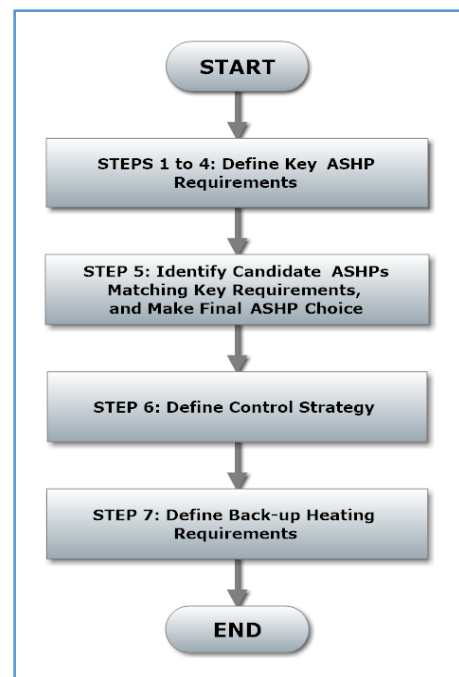 START
STEPS 1 to 4: Define Key ASHP
Requirements
STEP 5: Identify Candidate ASHPs
Matching Key Requirements,
and Make Final ASHP Choice
STEP 6: Define Control Strategy
STEP 7: Define Back-up Heating
Requirements
END